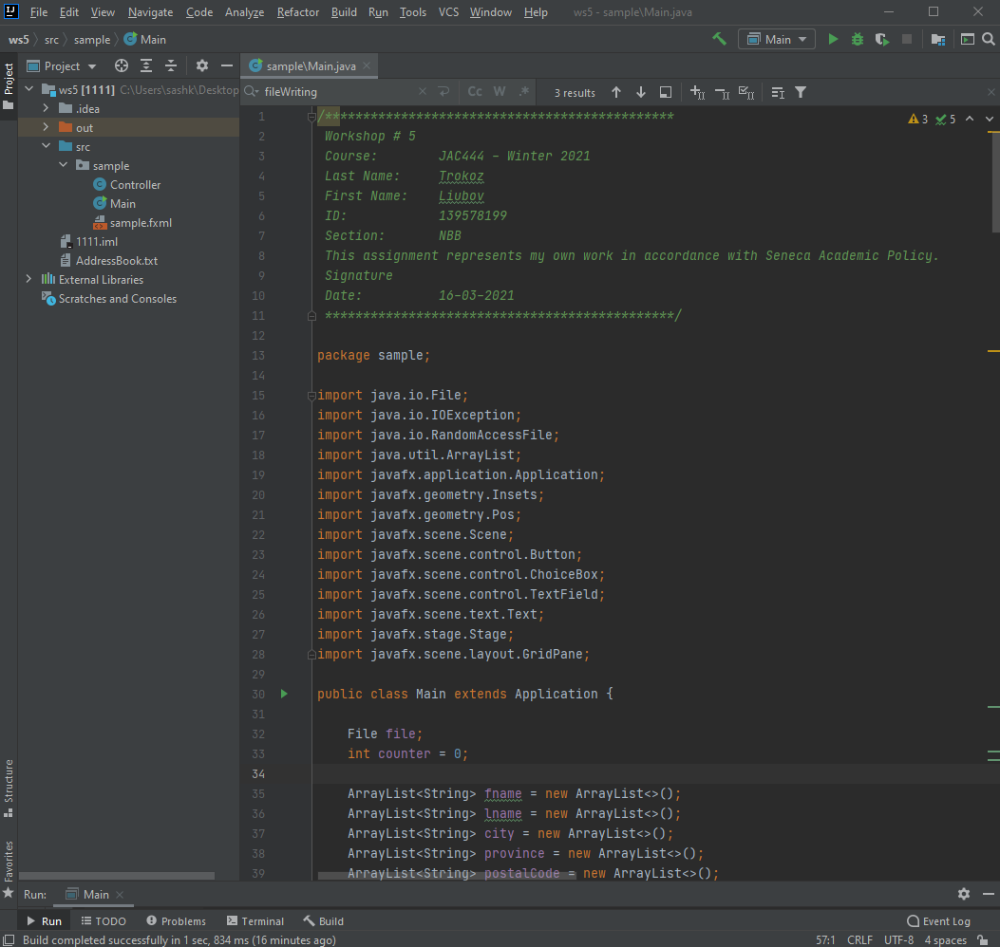 File Edit View Navigate Code Analyze Refactor Build Run Tools VCS Window Help ws5 - sample\Main.java
ws5 src sample Main
Main
Project
Project
sample\Main.java
ws5 [1111] C:\Users\sashk\Desktop
.idea
out
src
sample
Controller
Main
sample.fxml
1111.iml
AddressBook.txt
External Libraries
Scratches and Consoles
Structure
Favorites
fileWriting Cc W .* 3 results
3 5
1 /**********************************************
2 Workshop # 5
3 Course: JAC444 - Winter 2021
4 Last Name: Trokoz
5 First Name: Liubov
6 ID: 139578199
7 Section: NBB
8 This assignment represents my own work in accordance with Seneca Academic Policy.
9 Signature
10 Date: 16-03-2021
11 **********************************************/
12
13 package sample;
14
15 import java.io.File;
16 import java.io.IOException;
17 import java.io.RandomAccessFile;
18 import java.util.ArrayList;
19 import javafx.application.Application;
20 import javafx.geometry.Insets;
21 import javafx.geometry.Pos;
22 import javafx.scene.Scene;
23 import javafx.scene.control.Button;
24 import javafx.scene.control.ChoiceBox;
25 import javafx.scene.control.TextField;
26 import javafx.scene.text.Text;
27 import javafx.stage.Stage;
28 import javafx.scene.layout.GridPane;
29
30 public class Main extends Application {
31
32 File file;
33 int counter = 0;
34
35 ArrayList<String> fname = new ArrayList<>();
36 ArrayList<String> lname = new ArrayList<>();
37 ArrayList<String> city = new ArrayList<>();
38 ArrayList<String> province = new ArrayList<>();
39 ArrayList<String> postalCode = new ArrayList<>();
Run: Main
Run TODO Problems Terminal Build Event Log
Build completed successfully in 1 sec, 834 ms (16 minutes ago) 57:1 CRLF UTF-8 4 spaces